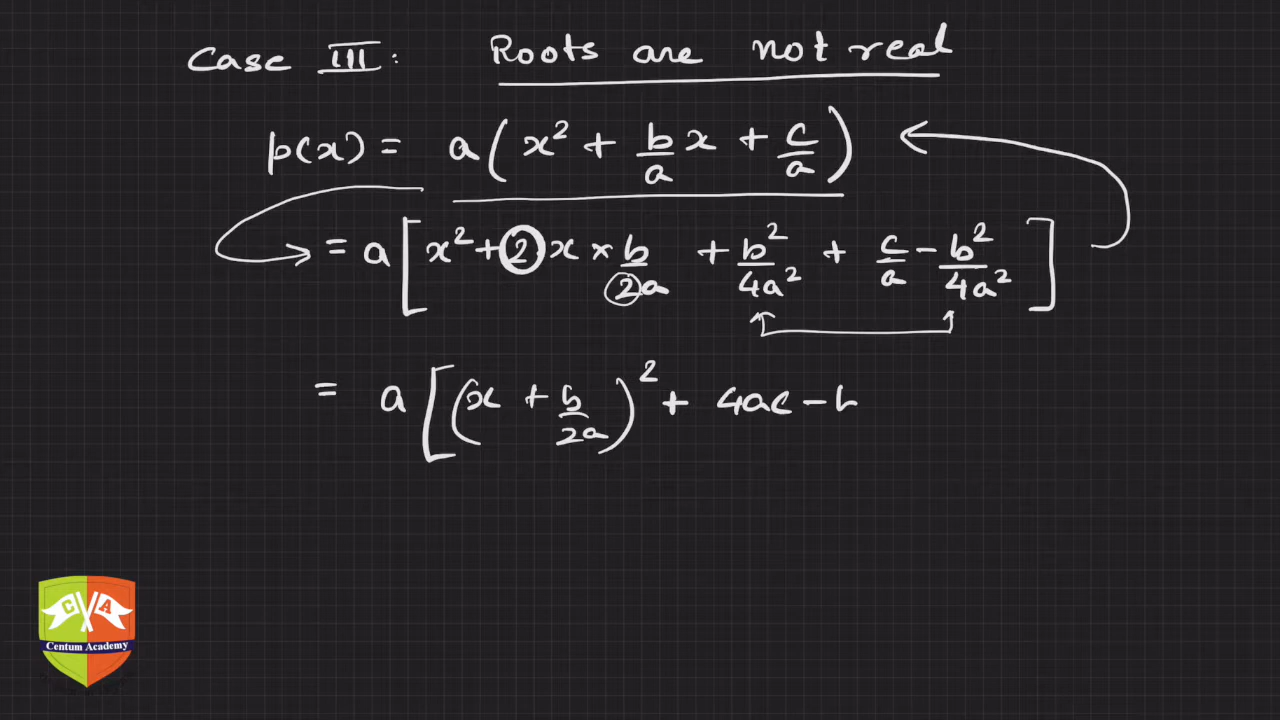 Case III: Roots are not real
p(x) = a(x² + b/a x + c/a)
= a[x² + 2x × b/2a + b²/4a² + c/a - b²/4a²]
= a[(x + b/2a)² + 4ac - b
C A
Centum Academy